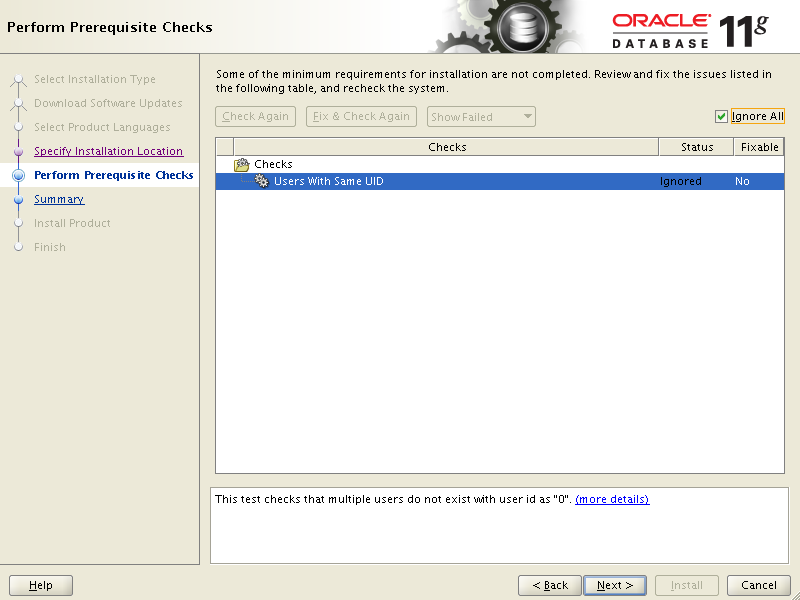 Perform Prerequisite Checks
ORACLE
DATABASE
11g
Select Installation Type
Download Software Updates
Select Product Languages
Specify Installation Location
Perform Prerequisite Checks
Summary
Install Product
Finish
Some of the minimum requirements for installation are not completed. Review and fix the issues listed in
the following table, and recheck the system.
Check Again
Fix & Check Again
Show Failed
Ignore All
Checks Status Fixable
Checks
Users With Same UID Ignored No
This test checks that multiple users do not exist with user id as "0". (more details)
Help
< Back
Next >
Install
Cancel